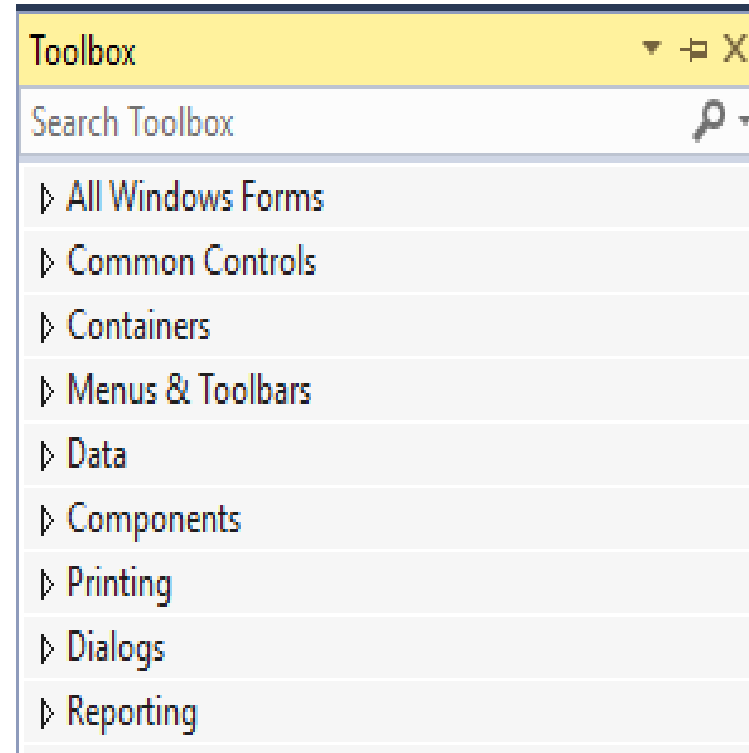 Toolbox
Search Toolbox
All Windows Forms
Common Controls
Containers
Menus & Toolbars
Data
Components
Printing
Dialogs
Reporting